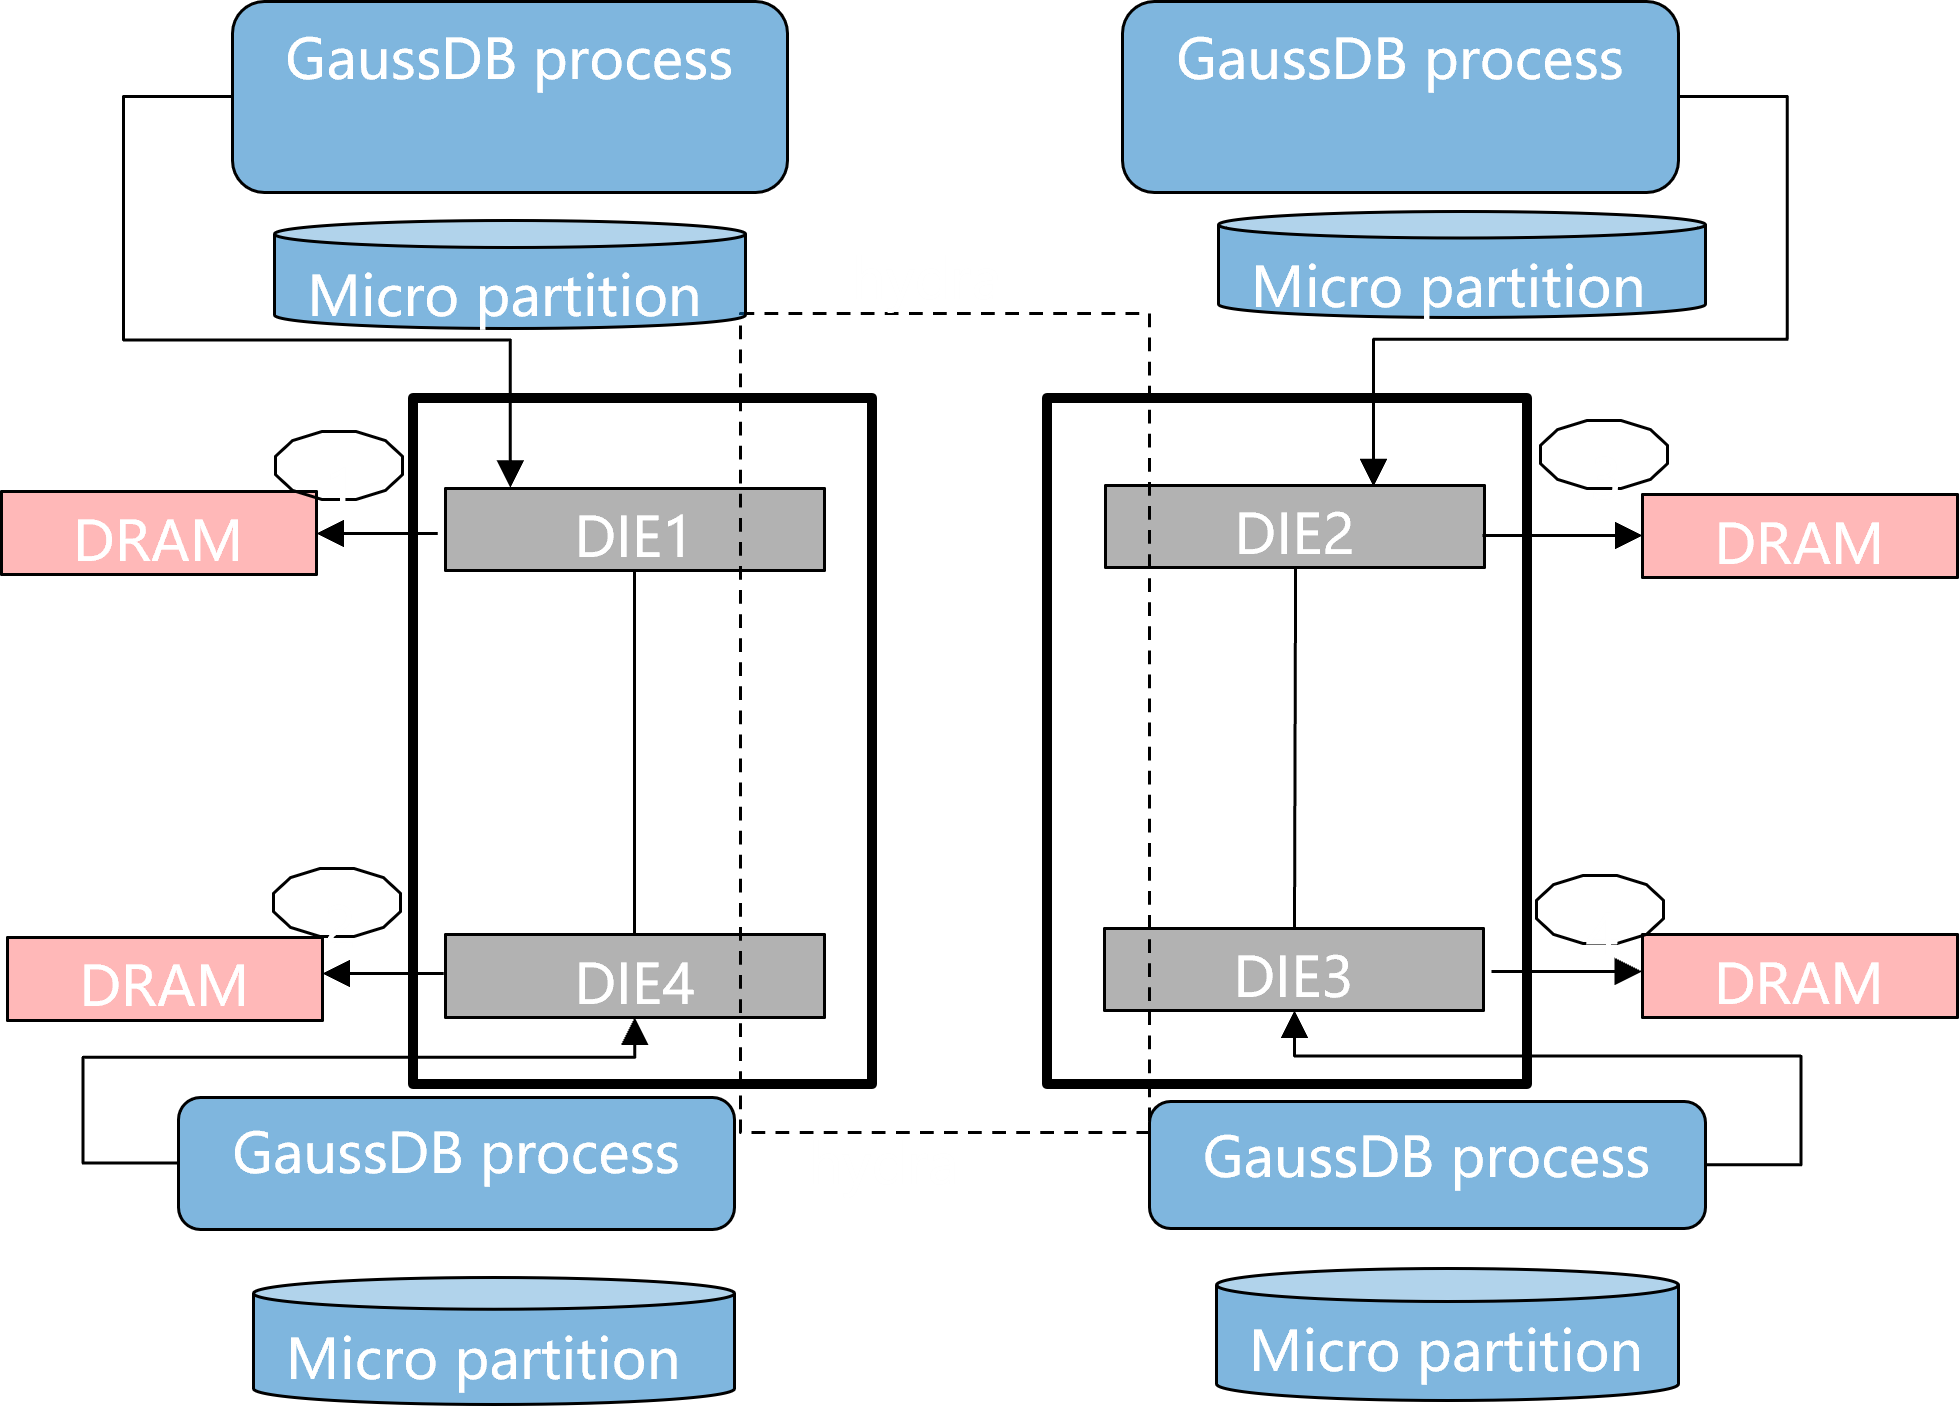 GaussDB process
GaussDB process
Micro partition
Micro partition
DRAM
DIE1
DIE2
DRAM
DRAM
DIE4
DIE3
DRAM
GaussDB process
GaussDB process
Micro partition
Micro partition